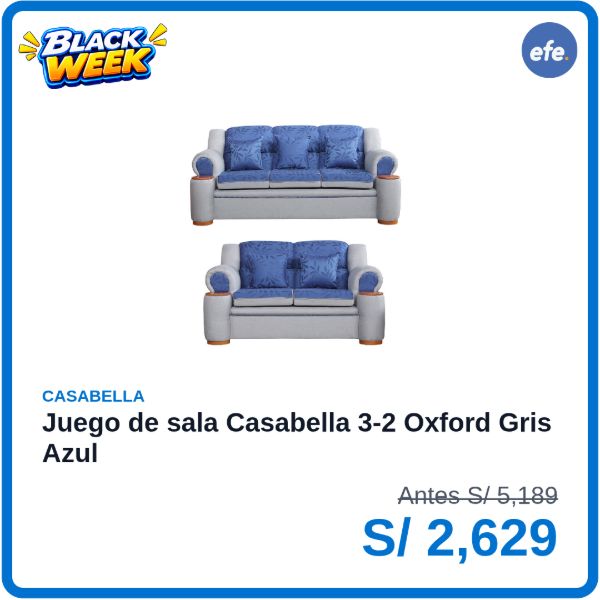 BLACK
WEEK
efe.
CASABELLA
Juego de sala Casabella 3-2 Oxford Gris
Azul
Antes S/ 5,189
S/ 2,629